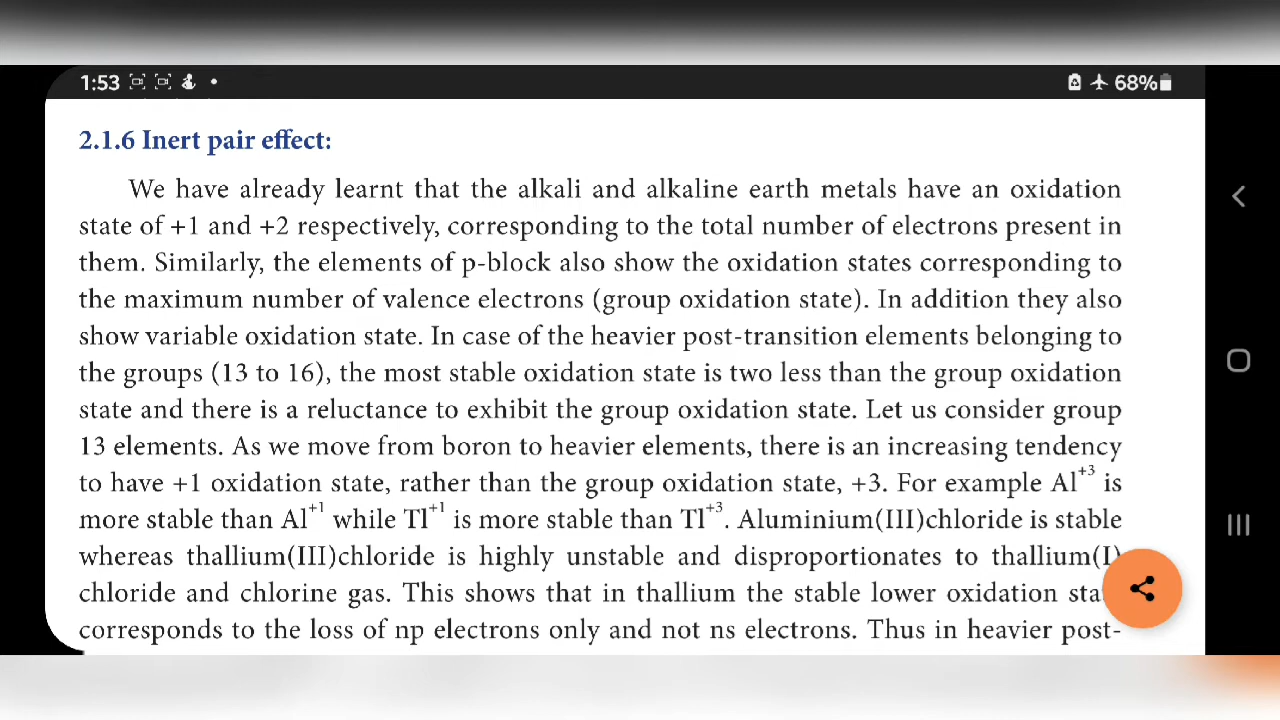 1:53
68%
2.1.6 Inert pair effect:
We have already learnt that the alkali and alkaline earth metals have an oxidation
state of +1 and +2 respectively, corresponding to the total number of electrons present in
them. Similarly, the elements of p-block also show the oxidation states corresponding to
the maximum number of valence electrons (group oxidation state). In addition they also
show variable oxidation state. In case of the heavier post-transition elements belonging to
the groups (13 to 16), the most stable oxidation state is two less than the group oxidation
state and there is a reluctance to exhibit the group oxidation state. Let us consider group
13 elements. As we move from boron to heavier elements, there is an increasing tendency
to have +1 oxidation state, rather than the group oxidation state, +3. For example Al⁺³ is
more stable than Al⁺¹ while Tl⁺¹ is more stable than Tl⁺³. Aluminium(III)chloride is stable
whereas thallium(III)chloride is highly unstable and disproportionates to thallium(I)
chloride and chlorine gas. This shows that in thallium the stable lower oxidation
corresponds to the loss of np electrons only and not ns electrons. Thus in heavier post-